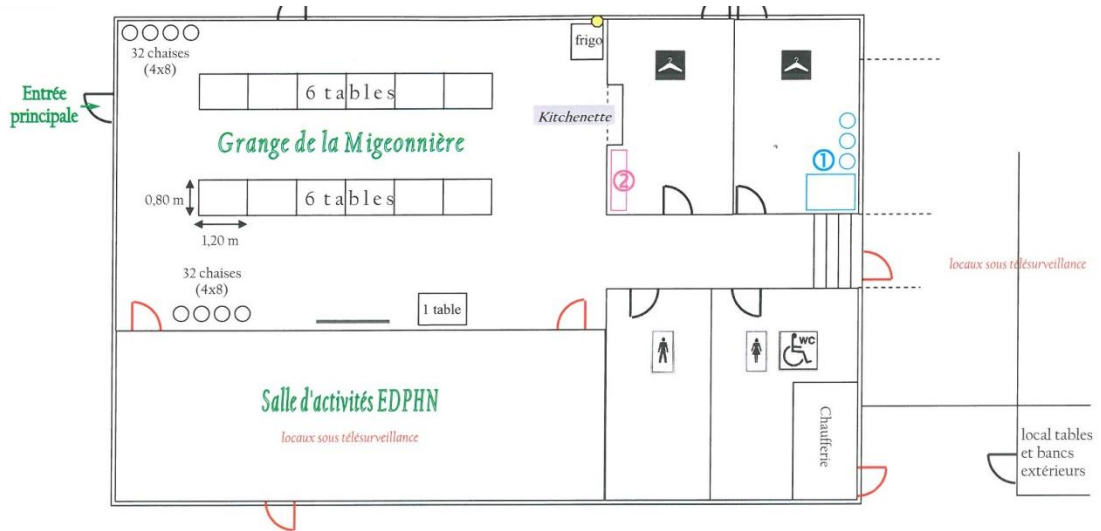 32 chaises
(4x8)
frigo
?
?
Entrée
principale
6 tables
Kitchenette
Grange de la Migeonnière
①
②
0,80 m
6 tables
1,20 m
locaux sous télésurveillance
32 chaises
(4x8)
1 table
WC
Salle d'activités EDPHN
locaux sous télésurveillance
Chaufferie
local tables
et bancs
extérieurs